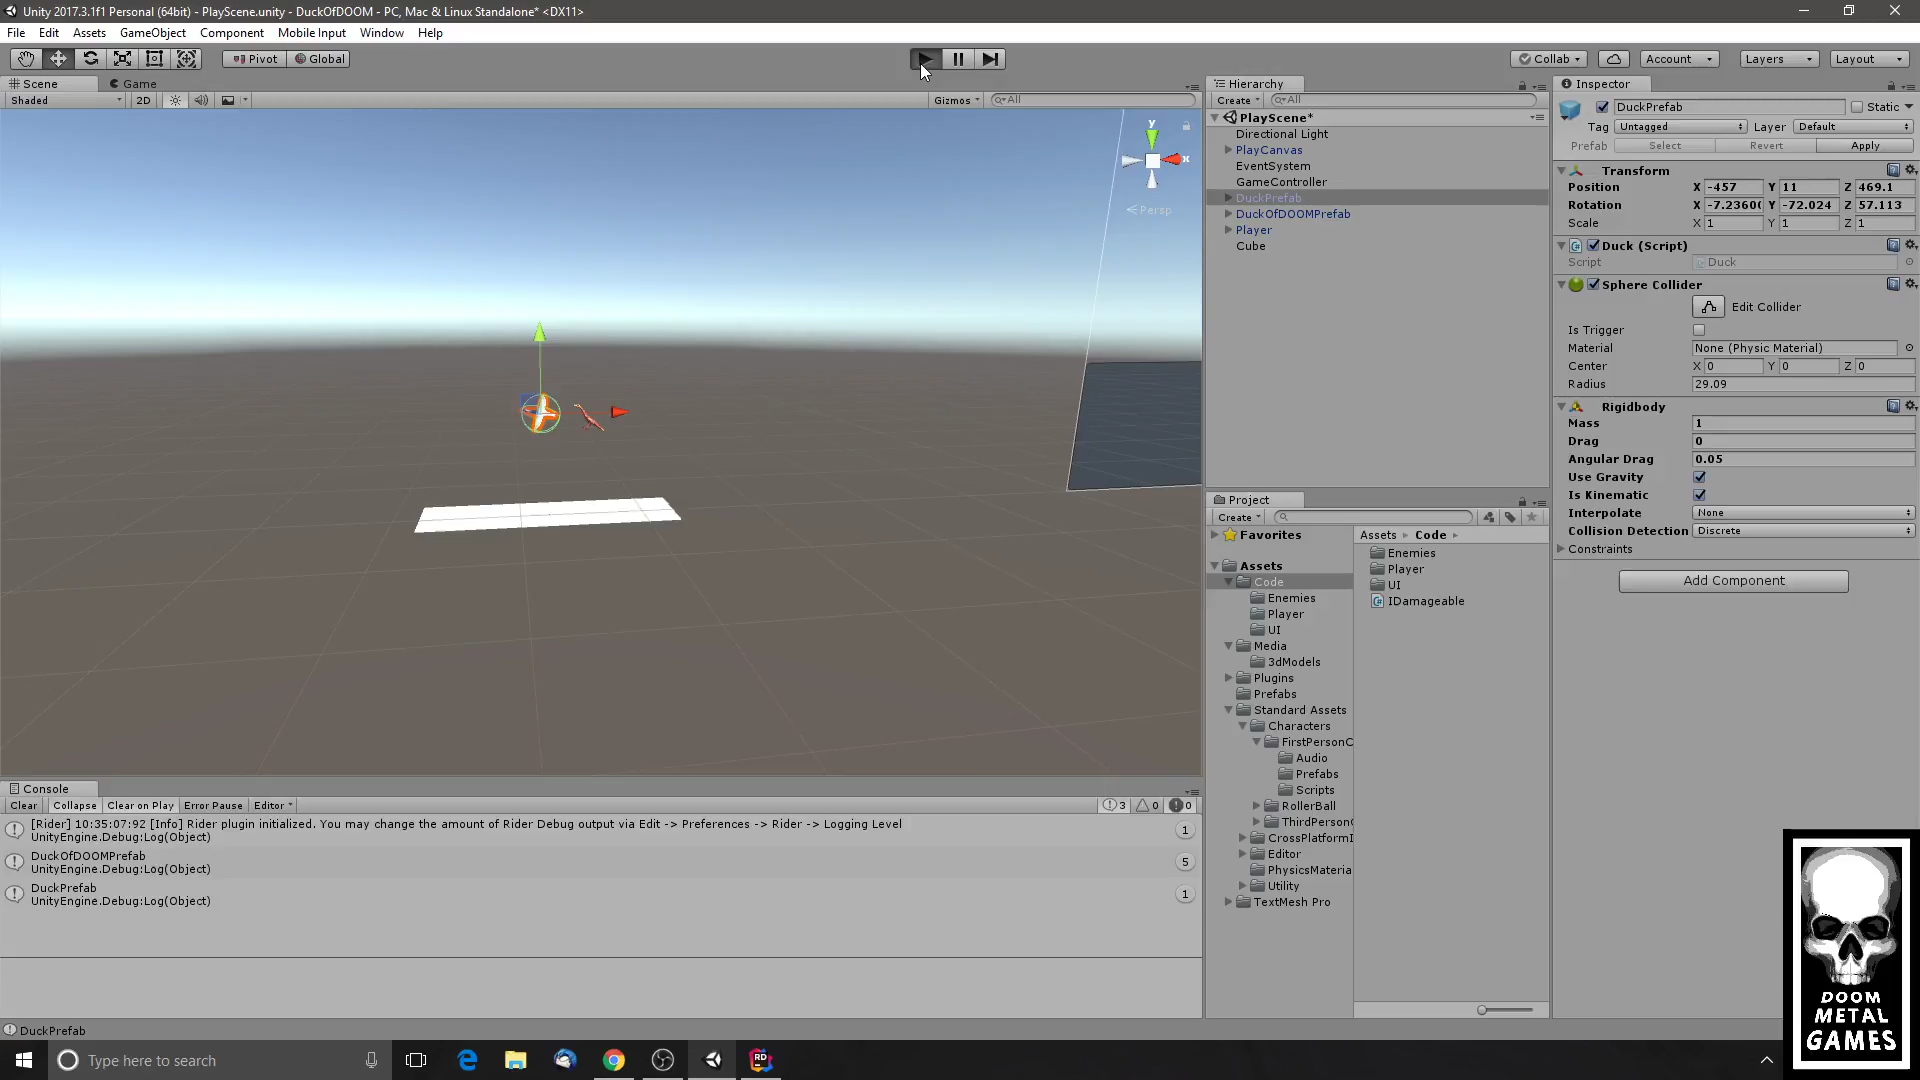 Unity 2017.3.1f1 Personal (64bit) - PlayScene.unity - DuckOfDOOM - PC, Mac & Linux Standalone* <DX11>
File Edit Assets GameObject Component Mobile Input Window Help
Pivot Global Collab Account Layers Layout
Scene Game
Shaded 2D Gizmos All
y
x
Persp
Hierarchy
Create All
PlayScene*
Directional Light
PlayCanvas
EventSystem
GameController
DuckPrefab
DuckOfDOOMPrefab
Player
Cube
Project
Create
Favorites
Assets
Code
Enemies
Player
UI
Media
3dModels
Plugins
Prefabs
Standard Assets
Characters
FirstPersonC
Audio
Prefabs
Scripts
RollerBall
ThirdPerson
CrossPlatformI
Editor
PhysicsMateria
Utility
TextMesh Pro
Assets Code
Enemies
Player
UI
IDamageable
Inspector
DuckPrefab Static
Tag Untagged Layer Default
Prefab Select Revert Apply
Transform
Position X -457 Y 11 Z 469.1
Rotation X -7.2360 Y -72.024 Z 57.113
Scale X 1 Y 1 Z 1
Duck (Script)
Script Duck
Sphere Collider
Edit Collider
Is Trigger
Material None (Physic Material)
Center X 0 Y 0 Z 0
Radius 29.09
Rigidbody
Mass 1
Drag 0
Angular Drag 0.05
Use Gravity
Is Kinematic
Interpolate None
Collision Detection Discrete
Constraints
Add Component
Console
Clear Collapse Clear on Play Error Pause Editor 3 0 0
[Rider] 10:35:07:92 [Info] Rider plugin initialized. You may change the amount of Rider Debug output via Edit -> Preferences -> Rider -> Logging Level
UnityEngine.Debug:Log(Object) 1
DuckOfDOOMPrefab
UnityEngine.Debug:Log(Object) 5
DuckPrefab
UnityEngine.Debug:Log(Object) 1
DuckPrefab
Type here to search
RD
DOOM
METAL
GAMES